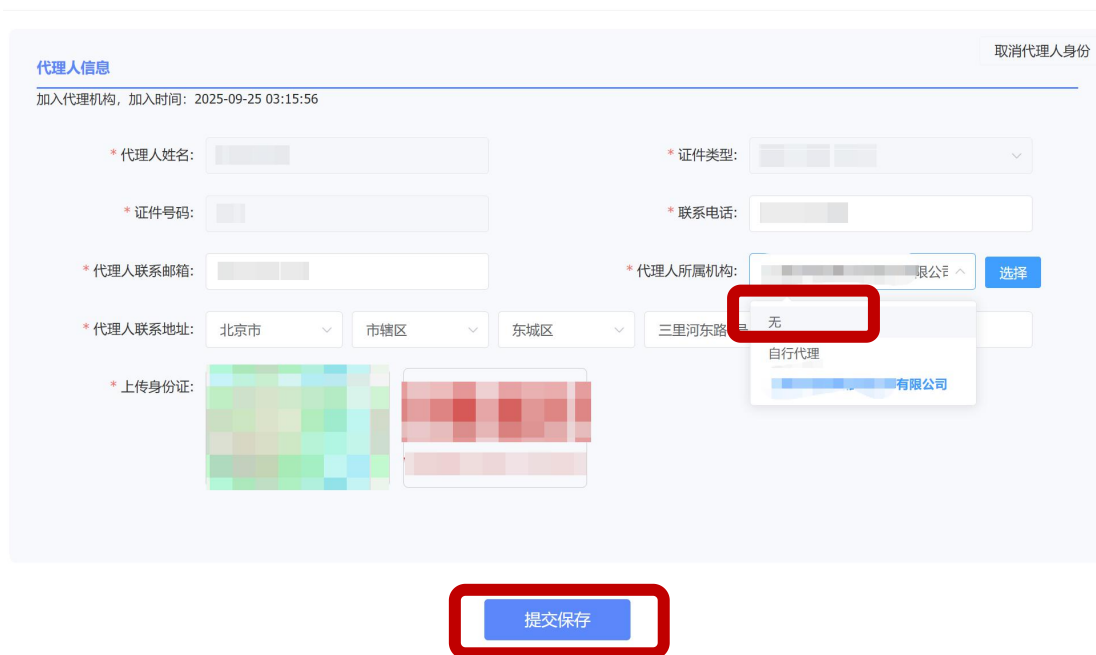 取消代理人身份
代理人信息
加入代理机构，加入时间：2025-09-25 03:15:56
* 代理人姓名:
* 证件类型:
* 证件号码:
* 联系电话:
* 代理人联系邮箱:
* 代理人所属机构: 限公司 选择
* 代理人联系地址: 北京市 市辖区 东城区 三里河东路 号
无
自行代理
有限公司
* 上传身份证:
提交保存